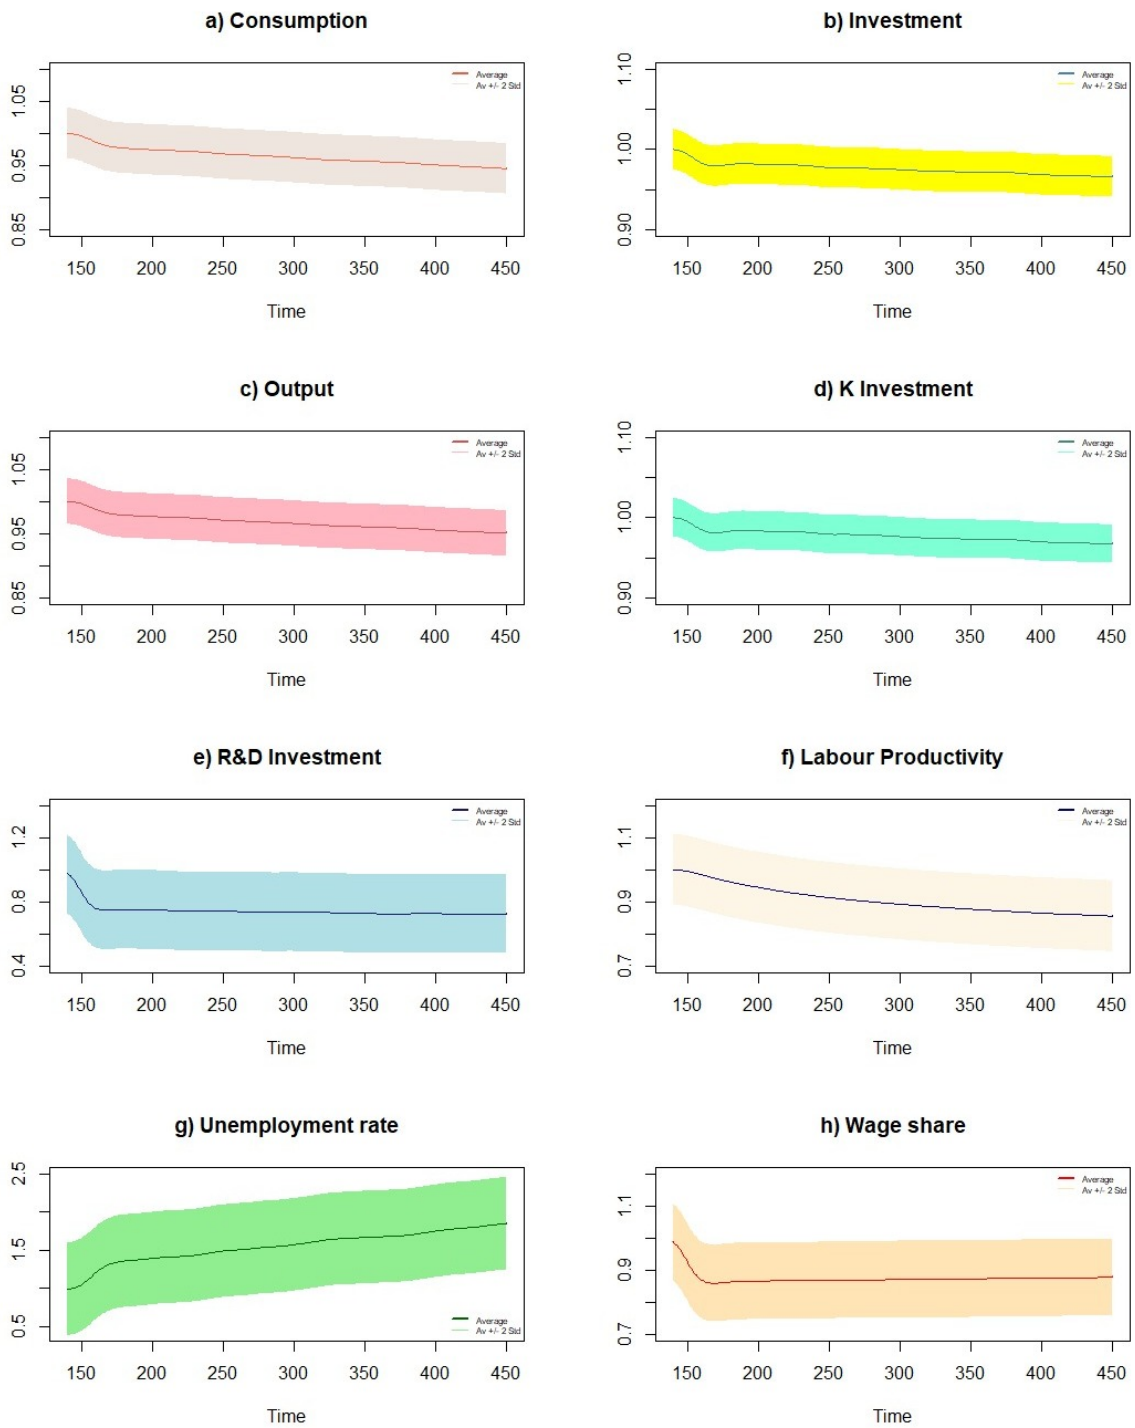 a) Consumption
Average
Av +/- 2 Std
1.05
0.95
0.85
150 200 250 300 350 400 450
Time
b) Investment
Average
Av +/- 2 Std
1.10
1.00
0.90
150 200 250 300 350 400 450
Time
c) Output
Average
Av +/- 2 Std
1.05
0.95
0.85
150 200 250 300 350 400 450
Time
d) K Investment
Average
Av +/- 2 Std
1.10
1.00
0.90
150 200 250 300 350 400 450
Time
e) R&D Investment
Average
Av +/- 2 Std
1.2
0.8
0.4
150 200 250 300 350 400 450
Time
f) Labour Productivity
Average
Av +/- 2 Std
1.1
0.9
0.7
150 200 250 300 350 400 450
Time
g) Unemployment rate
2.5
1.5
0.5
Average
Av +/- 2 Std
150 200 250 300 350 400 450
Time
h) Wage share
Average
Av +/- 2 Std
1.1
0.9
0.7
150 200 250 300 350 400 450
Time